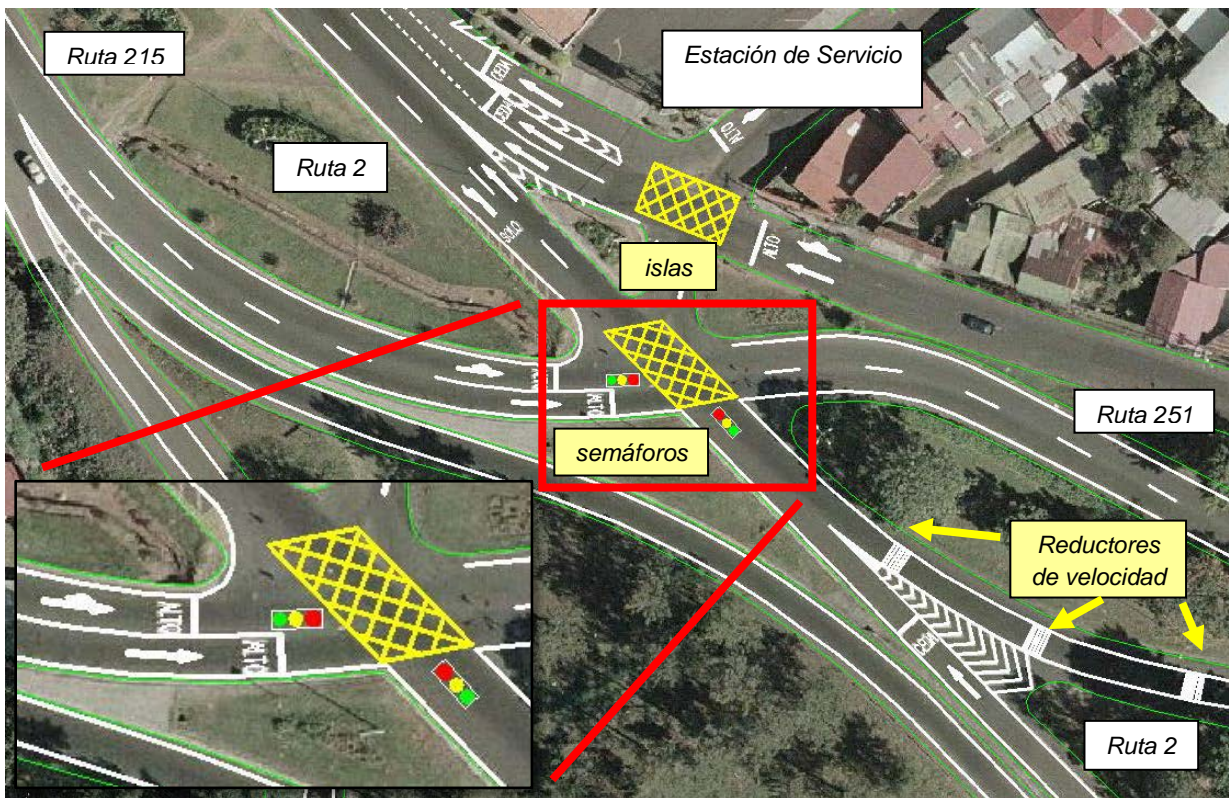 Ruta 215
Estación de Servicio
CEDA
CEDA
ALTO
Ruta 2
SOLO
ALTO
islas
ALTO
ALTO
Ruta 251
semáforos
Reductores
de velocidad
CEDA
Ruta 2
ALTO
ALTO